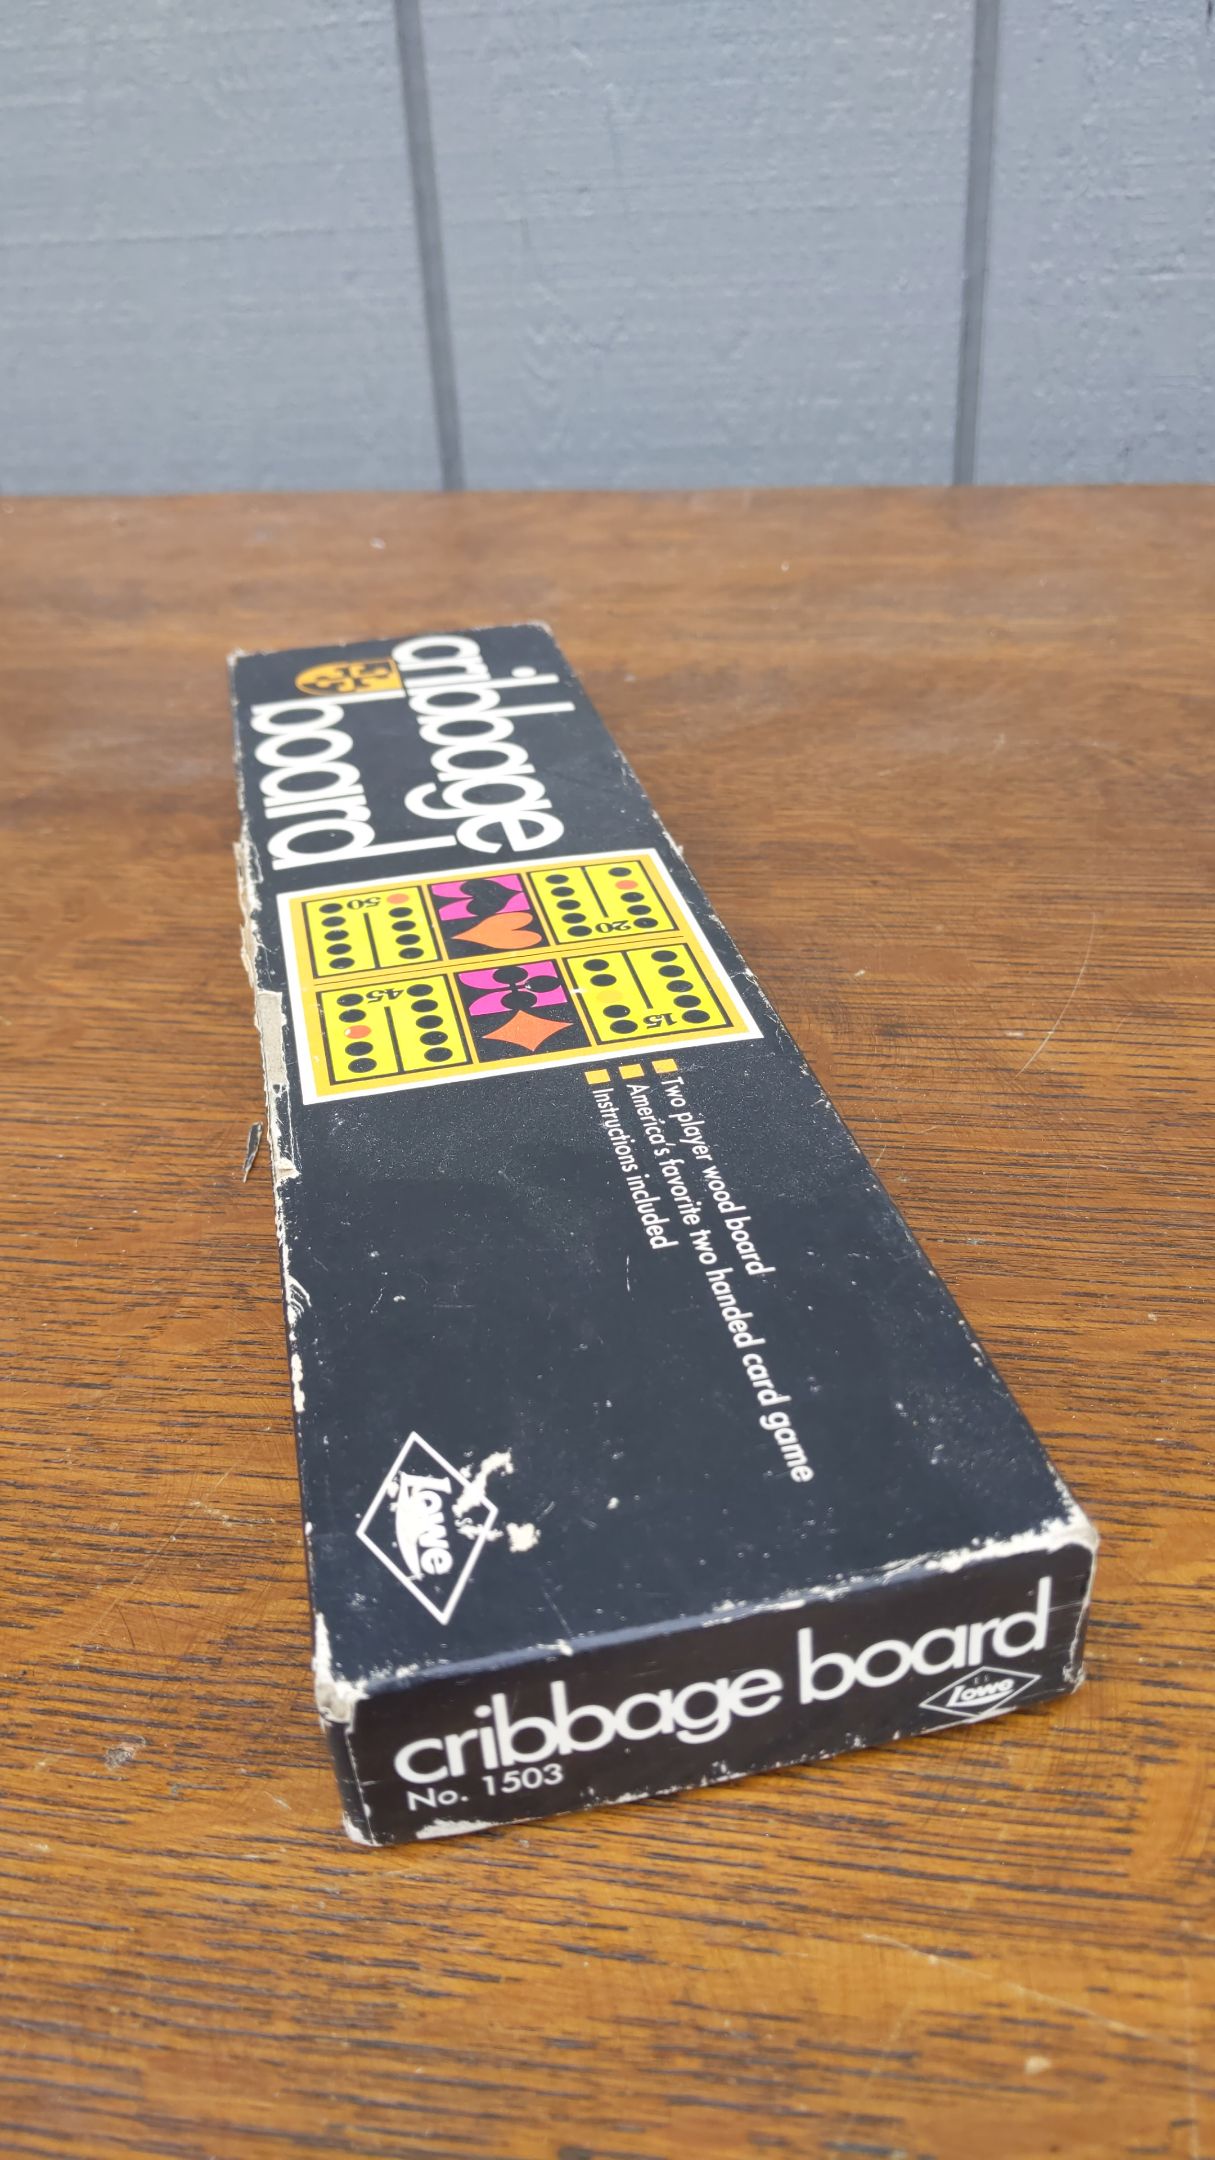 cribbage
board
50
20
45
15
Two player wood board
America's favorite two handed card game
Instructions included
Lowe
cribbage board
No. 1503
E.S.
Lowe